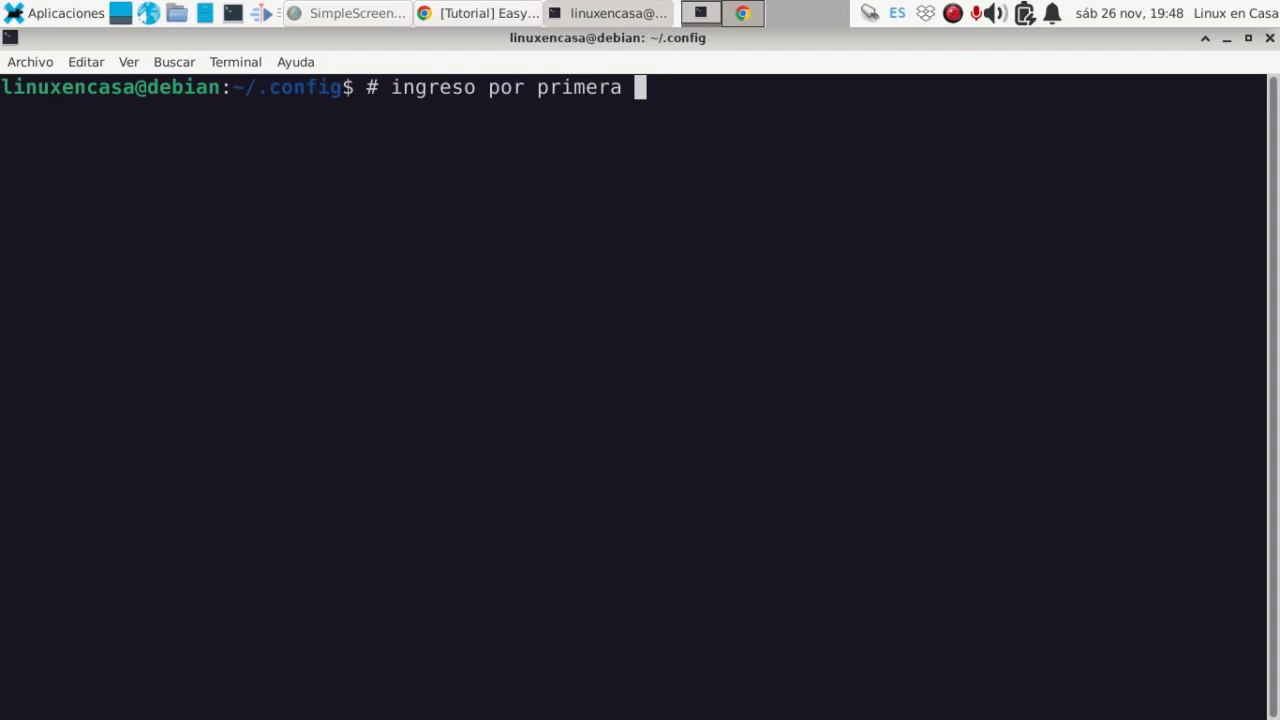 Aplicaciones SimpleScreen... [Tutorial] Easy... linuxencasa@... ES sáb 26 nov, 19:48 Linux en Casa
linuxencasa@debian: ~/.config
Archivo Editar Ver Buscar Terminal Ayuda
linuxencasa@debian:~/.config$ # ingreso por primera